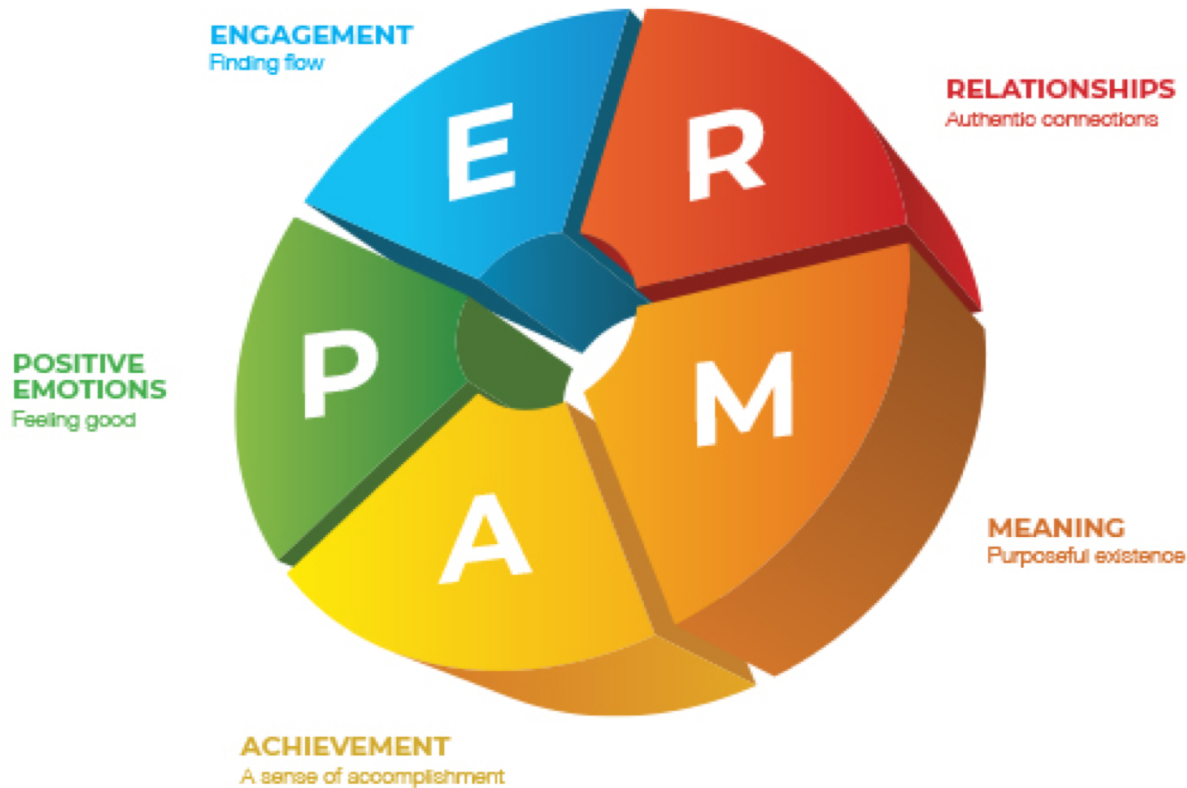 ENGAGEMENT
Finding flow
RELATIONSHIPS
Authentic connections
E
R
P
M
A
POSITIVE
EMOTIONS
Feeling good
MEANING
Purposeful existence
ACHIEVEMENT
A sense of accomplishment